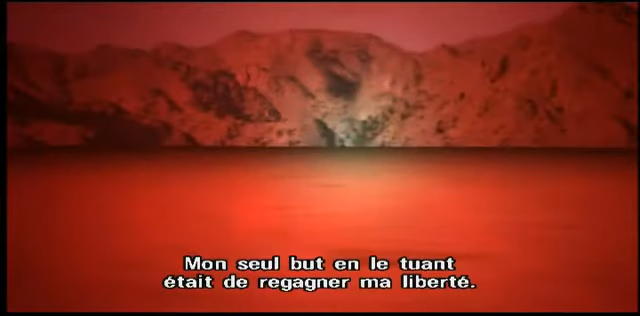 Mon seul but en le tuant
était de regagner ma liberté.